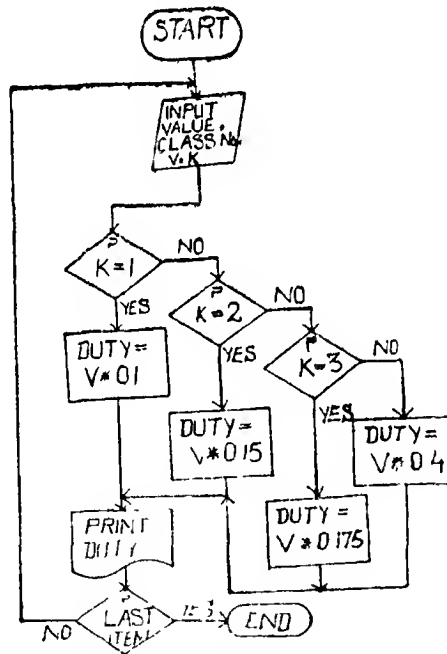 START
INPUT
VALUE.
CLASS No.
V.K
?
K=1
NO
YES
?
K=2
NO
YES
?
K=3
NO
YES
DUTY=
V*01
DUTY=
V*015
DUTY=
V*0175
DUTY=
V*04
PRINT
DUTY
?
LAST
ITEM
NO
END